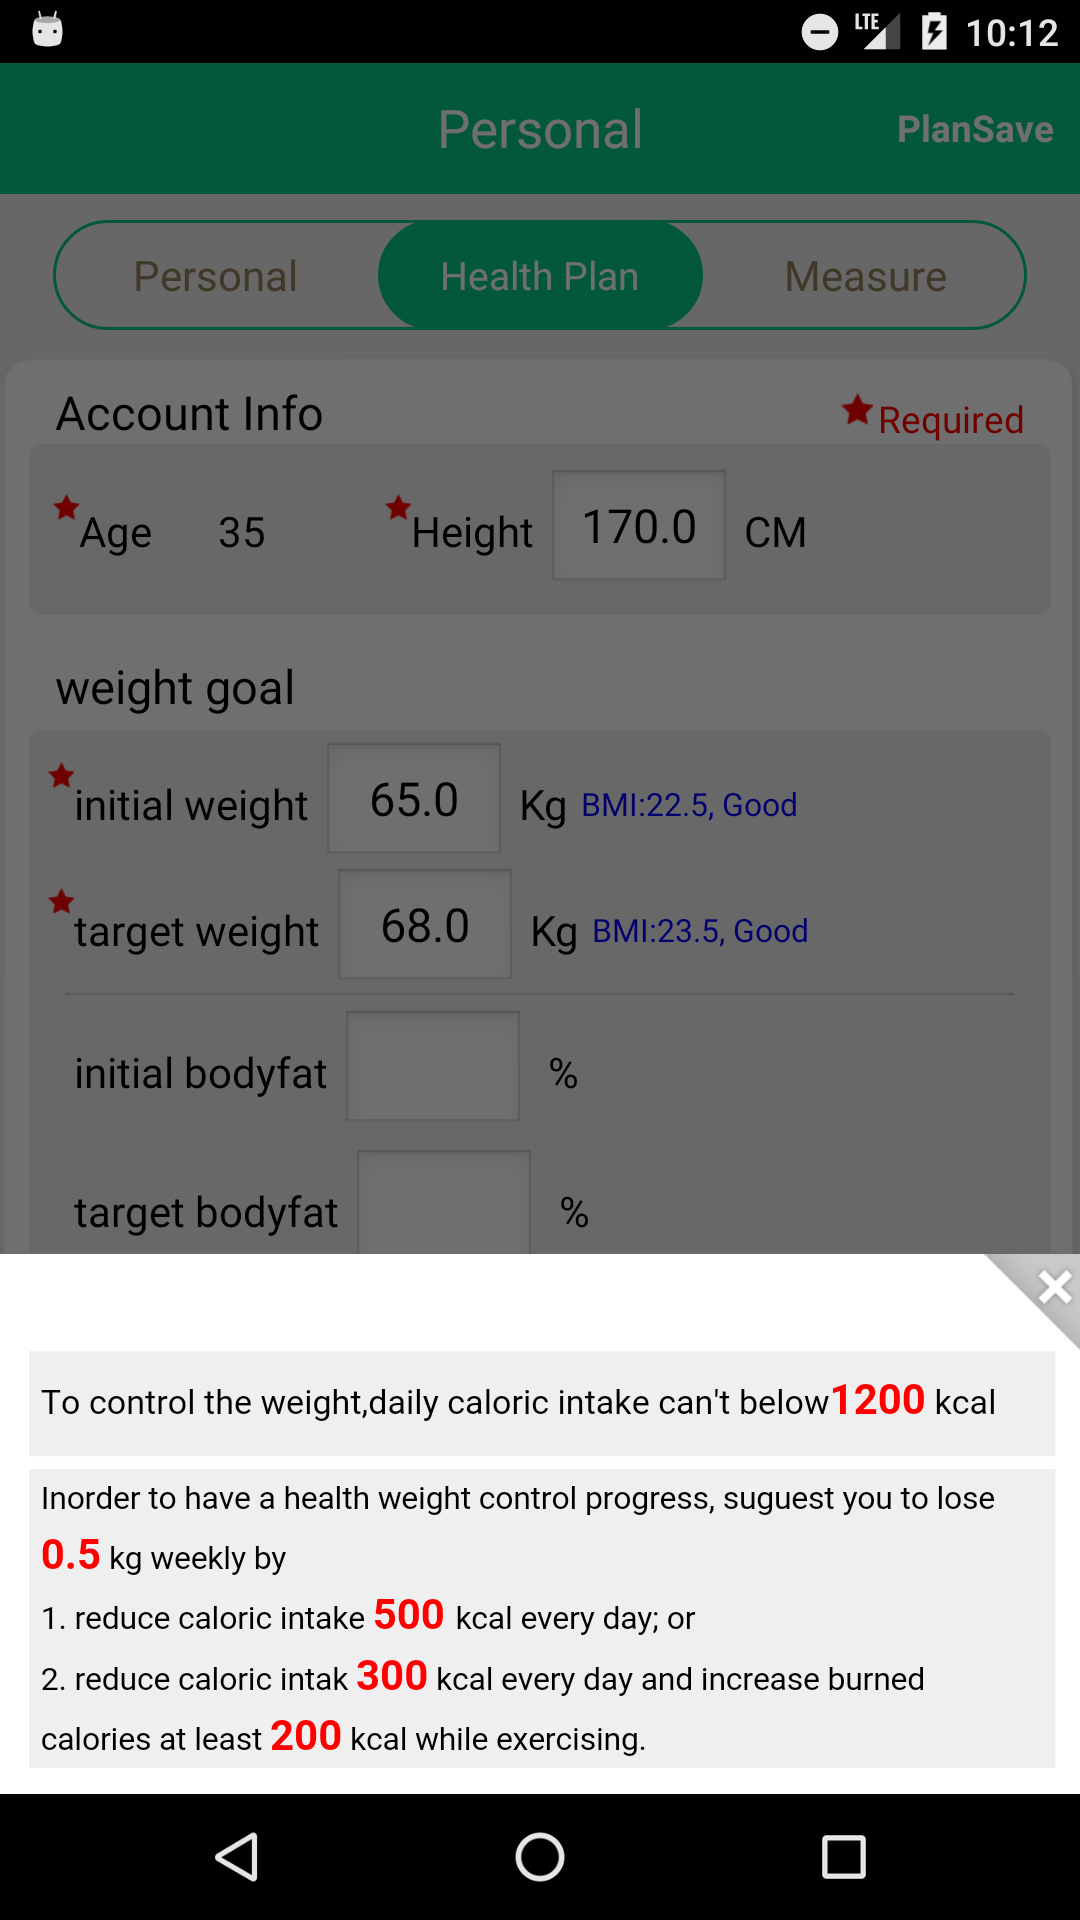 LTE 10:12
Personal PlanSave
Personal Health Plan Measure
Account Info Required
Age 35 Height 170.0 CM
weight goal
initial weight 65.0 Kg BMI:22.5, Good
target weight 68.0 Kg BMI:23.5, Good
initial bodyfat %
target bodyfat %
To control the weight,daily caloric intake can't below1200 kcal
Inorder to have a health weight control progress, suguest you to lose
0.5 kg weekly by
1. reduce caloric intake 500 kcal every day; or
2. reduce caloric intak 300 kcal every day and increase burned
calories at least 200 kcal while exercising.